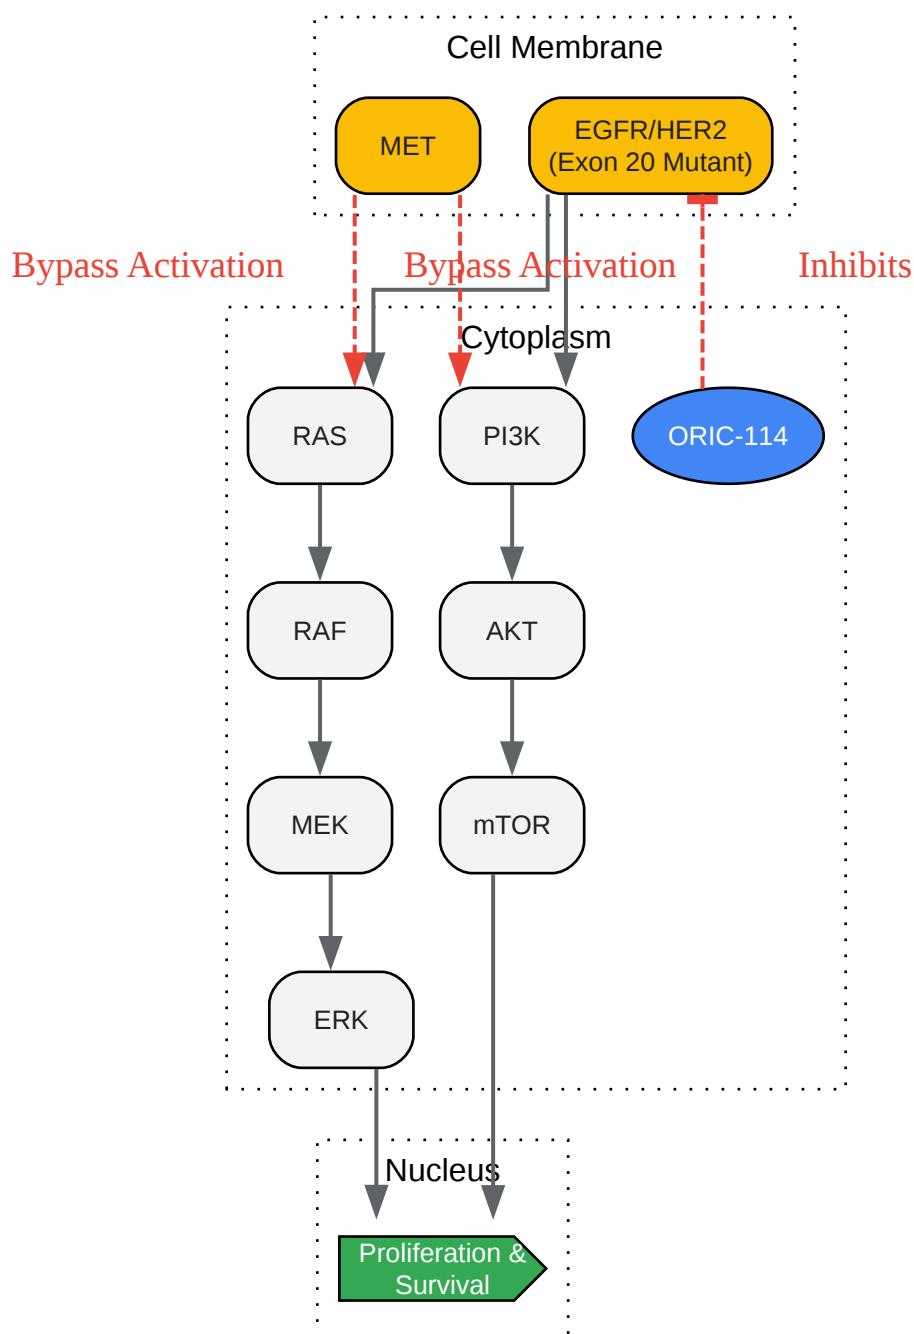 Cell Membrane
MET
EGFR/HER2
(Exon 20 Mutant)
Bypass Activation
Bypass Activation
Inhibits
Cytoplasm
RAS
PI3K
ORIC-114
RAF
AKT
MEK
mTOR
ERK
Nucleus
Proliferation &
Survival